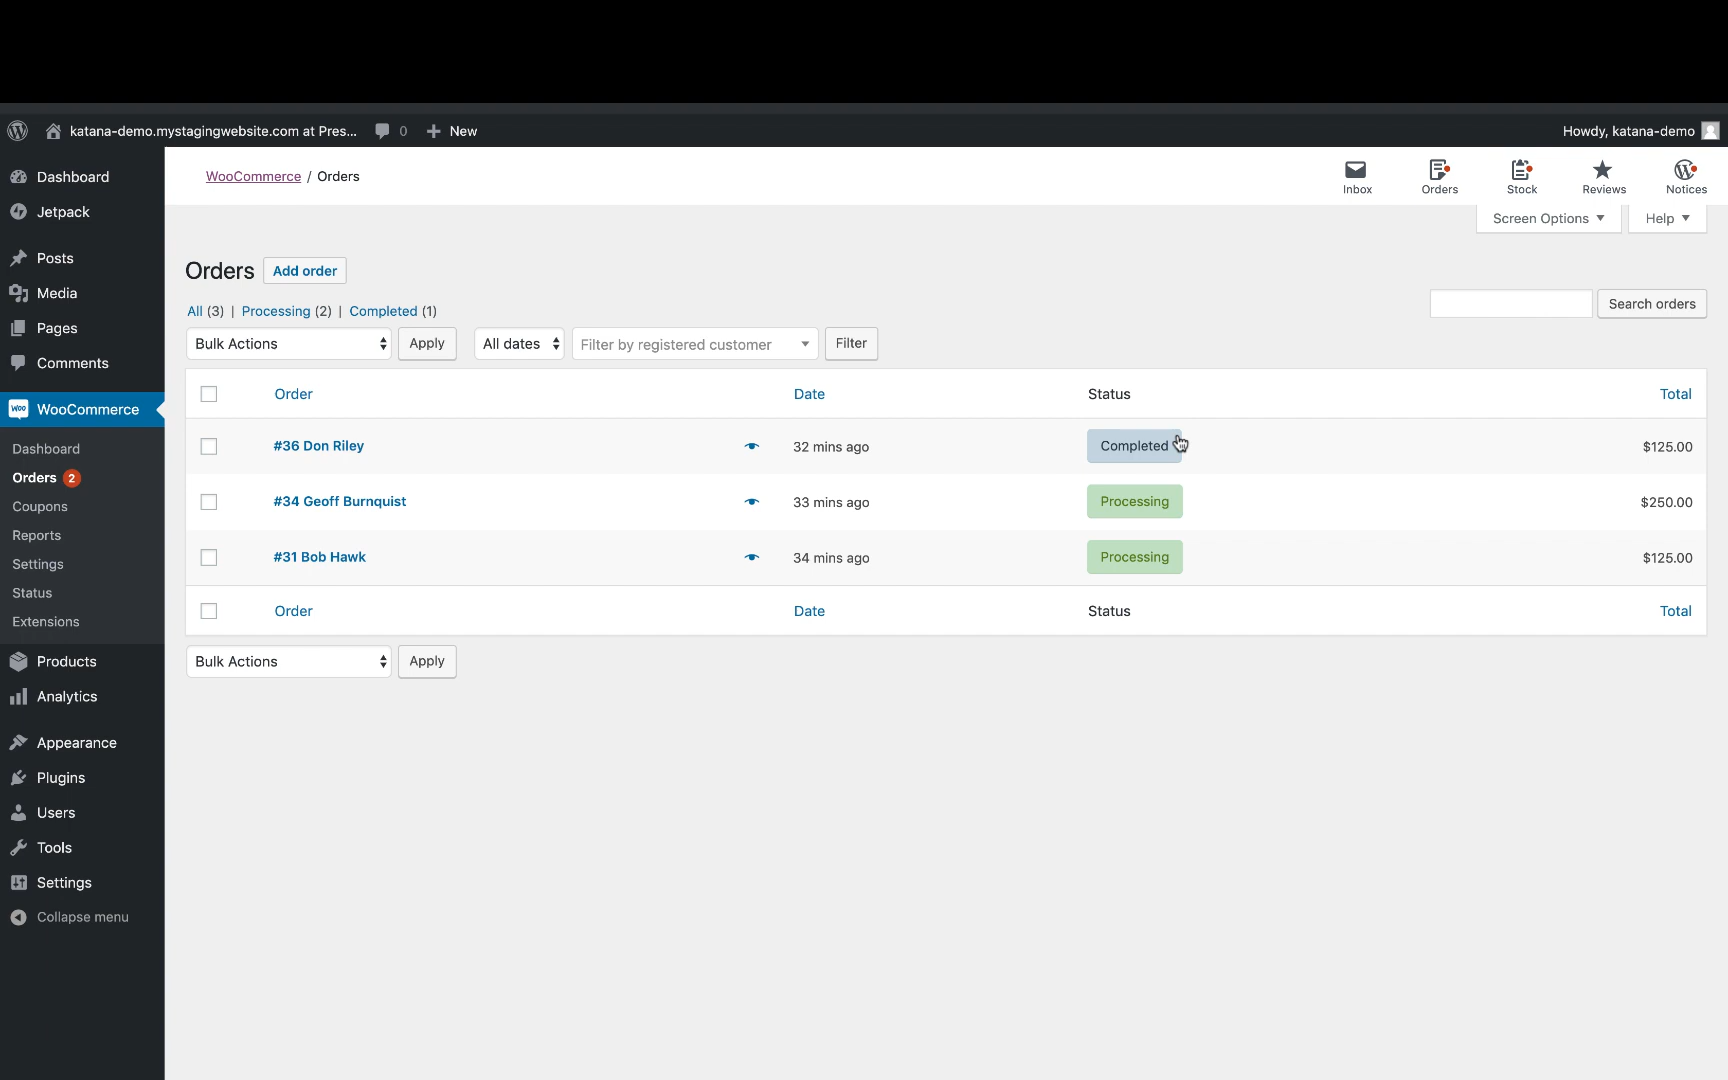 katana-demo.mystagingwebsite.com at Pres... 0 New Howdy, katana-demo
Dashboard
Jetpack
Posts
Media
Pages
Comments
WOO WooCommerce
Dashboard
Orders 2
Coupons
Reports
Settings
Status
Extensions
Products
Analytics
Appearance
Plugins
Users
Tools
Settings
Collapse menu
WooCommerce / Orders
Inbox Orders Stock Reviews Notices
Screen Options Help
Orders Add order
All (3) | Processing (2) | Completed (1)
Search orders
Bulk Actions Apply All dates Filter by registered customer Filter
Order Date Status Total
#36 Don Riley 32 mins ago Completed $125.00
#34 Geoff Burnquist 33 mins ago Processing $250.00
#31 Bob Hawk 34 mins ago Processing $125.00
Order Date Status Total
Bulk Actions Apply